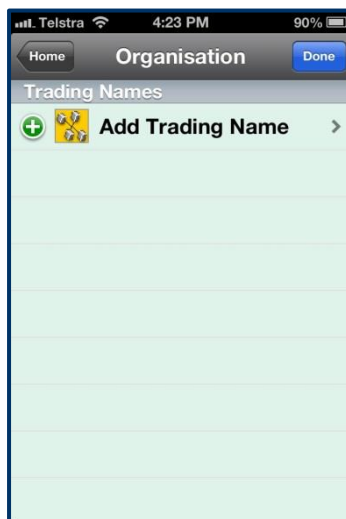 Telstra 4:23 PM 90%
Home Organisation Done
Trading Names
Add Trading Name